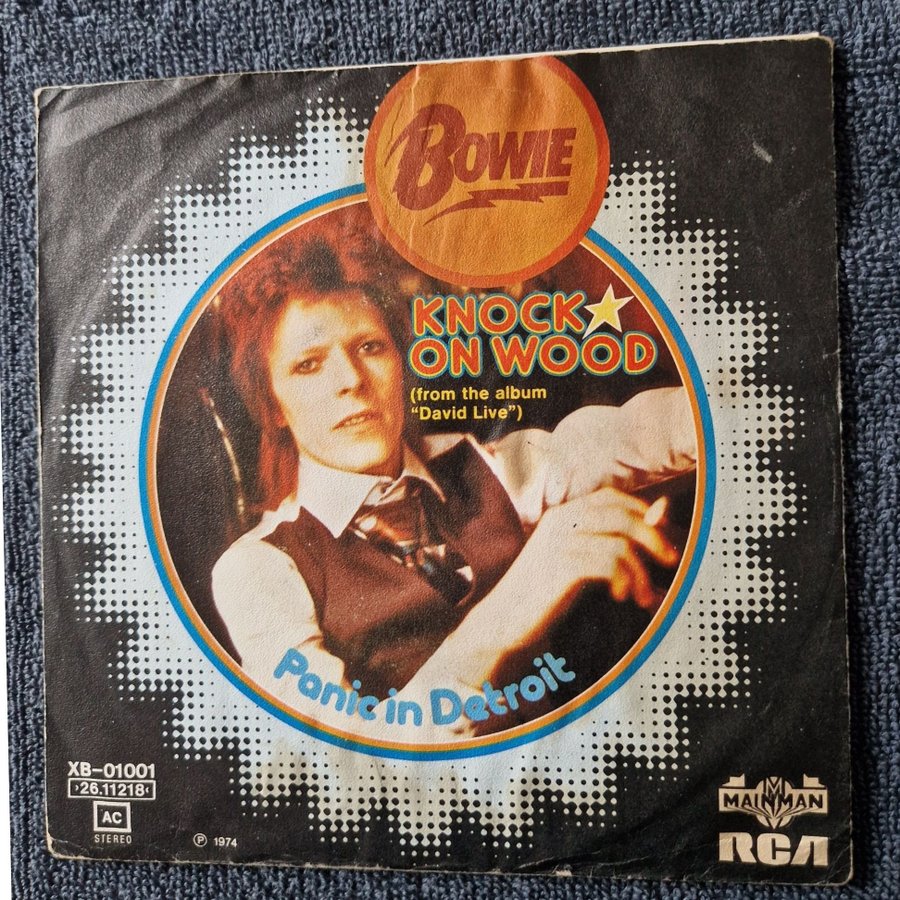 BOWIE
KNOCK
ON WOOD
(from the album
"David Live")
Panic in Detroit
XB-01001
26.11218
AC
STEREO
Ⓟ 1974
MM
MAINMAN
RCA